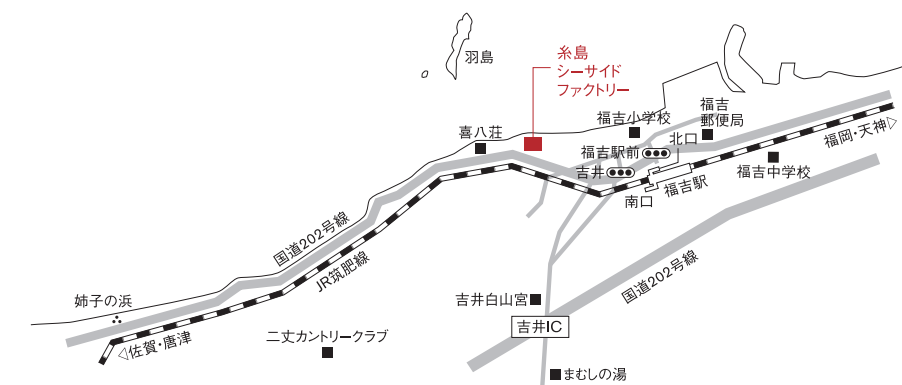 羽島
糸島
シーサイド
ファクトリー
喜八荘
福吉小学校
福吉
郵便局
北口
福吉駅前
吉井
南口
福吉駅
福吉中学校
福岡・天神▷
国道202号線
JR筑肥線
国道202号線
姉子の浜
◁佐賀・唐津
二丈カントリークラブ
吉井白山宮
吉井IC
まむしの湯